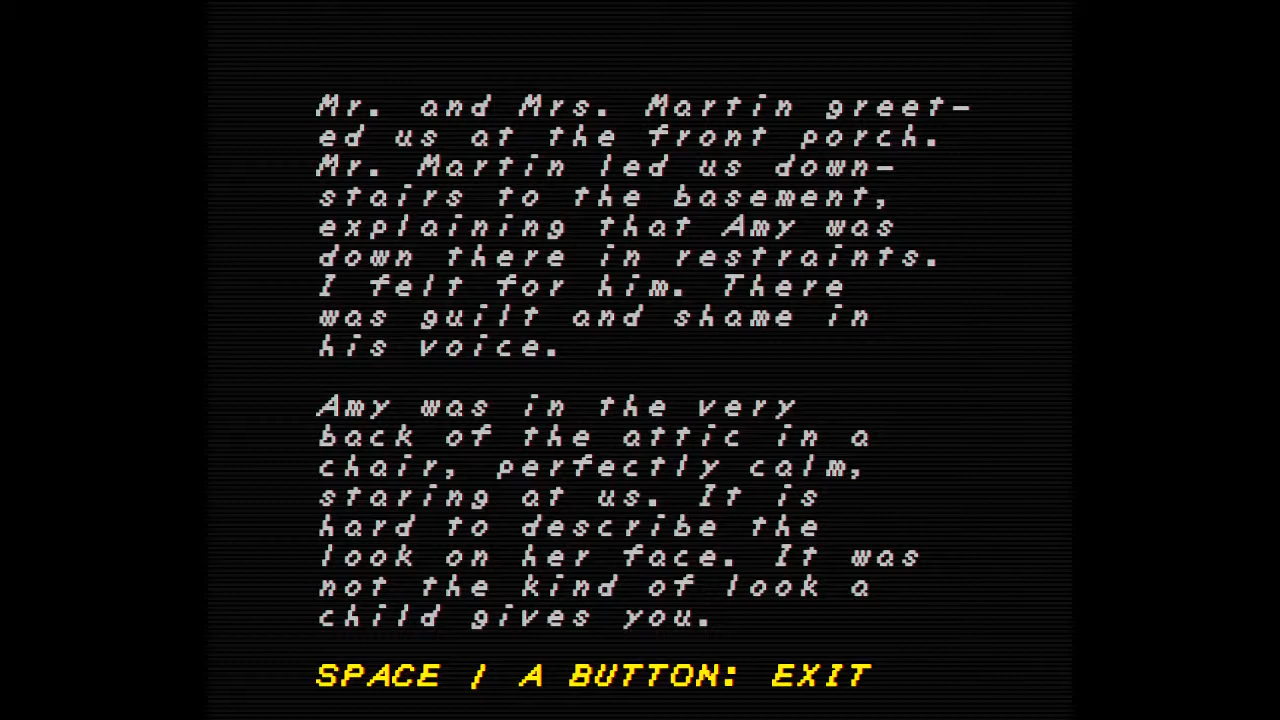 Mr. and Mrs. Martin greet-
ed us at the front porch.
Mr. Martin led us down-
stairs to the basement,
explaining that Amy was
down there in restraints.
I felt for him. There
was guilt and shame in
his voice.

Amy was in the very
back of the attic in a
chair, perfectly calm,
staring at us. It is
hard to describe the
look on her face. It was
not the kind of look a
child gives you.

SPACE / A BUTTON: EXIT